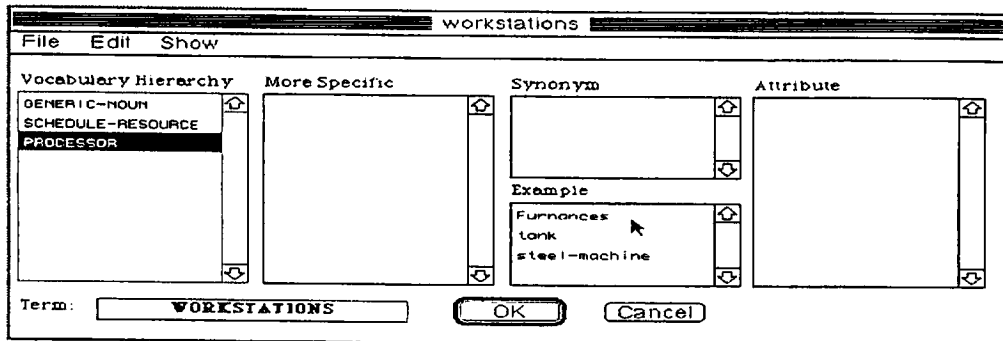 workstations
File Edit Show
Vocabulary Hierarchy
GENERIC-NOUN
SCHEDULE-RESOURCE
PROCESSOR
More Specific
Synonym
Example
Furnances
tank
steel-machine
Attribute
Term: WORKSTATIONS
OK
Cancel